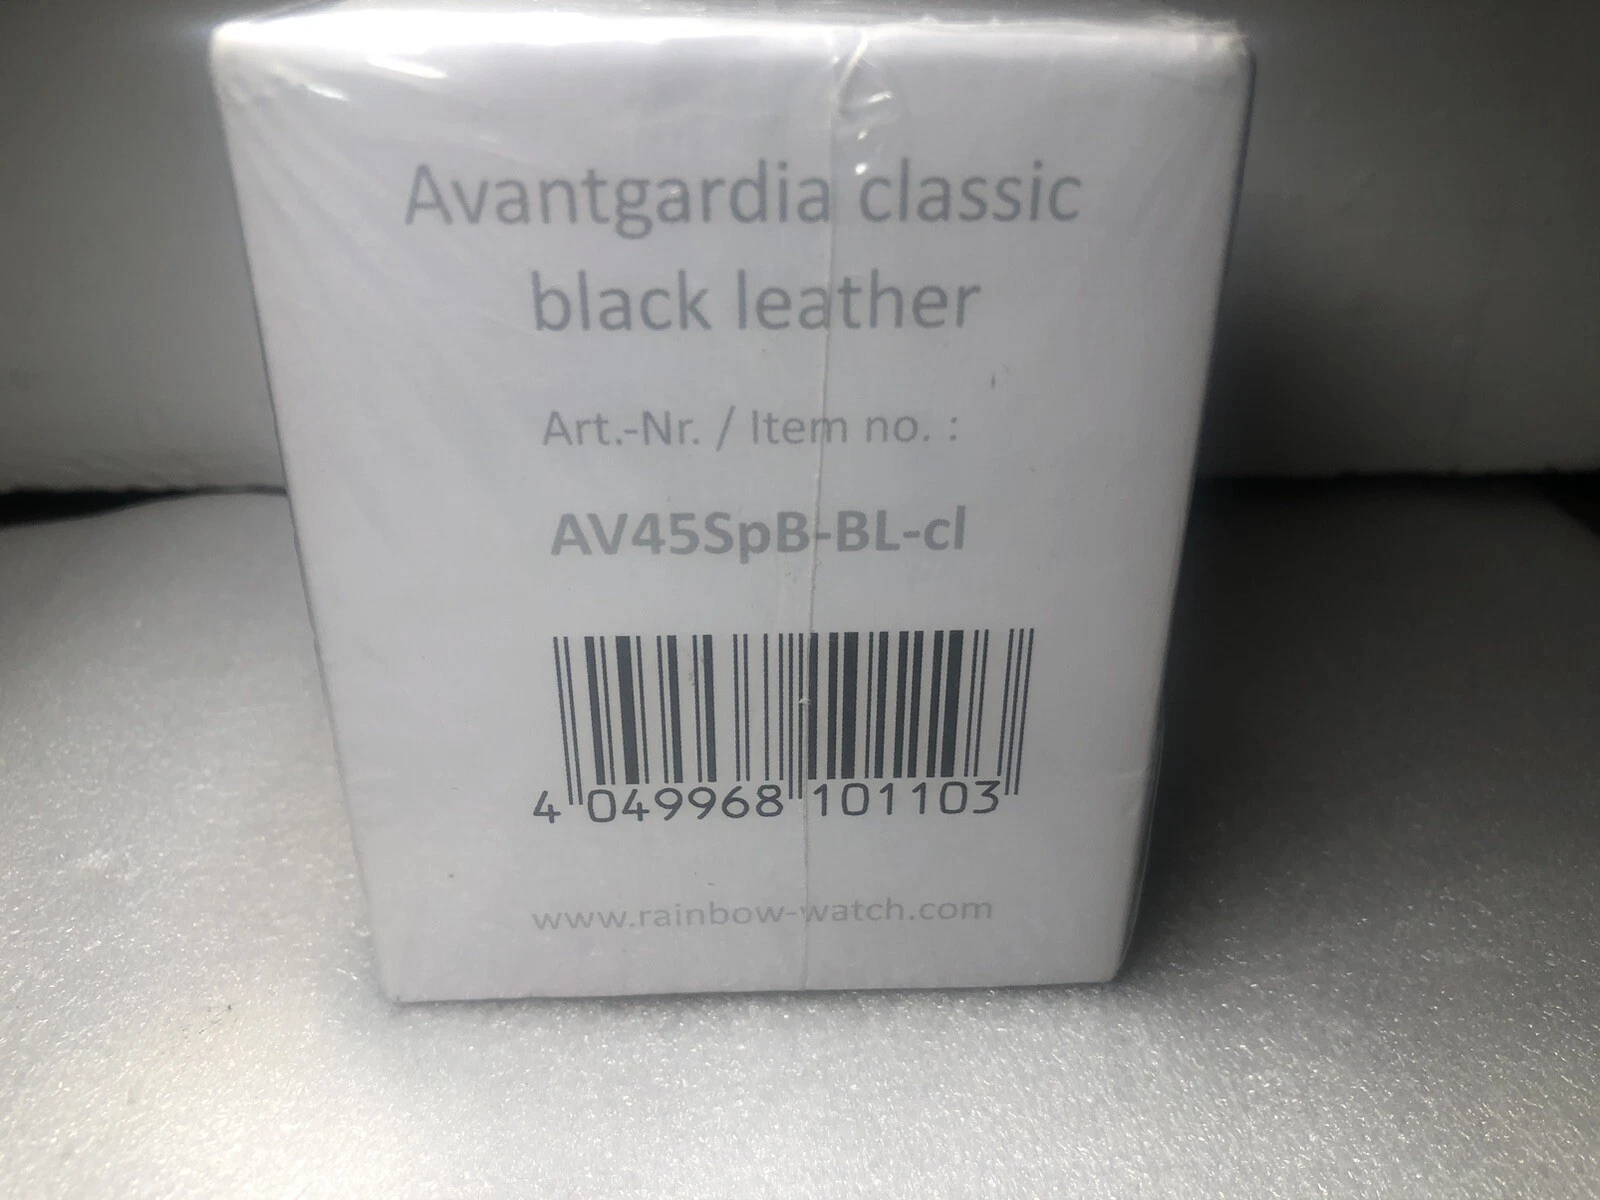 Avantgardia classic
black leather
Art.-Nr. / Item no. :
AV45SpB-BL-cl
4 049968 101103
www.rainbow-watch.com